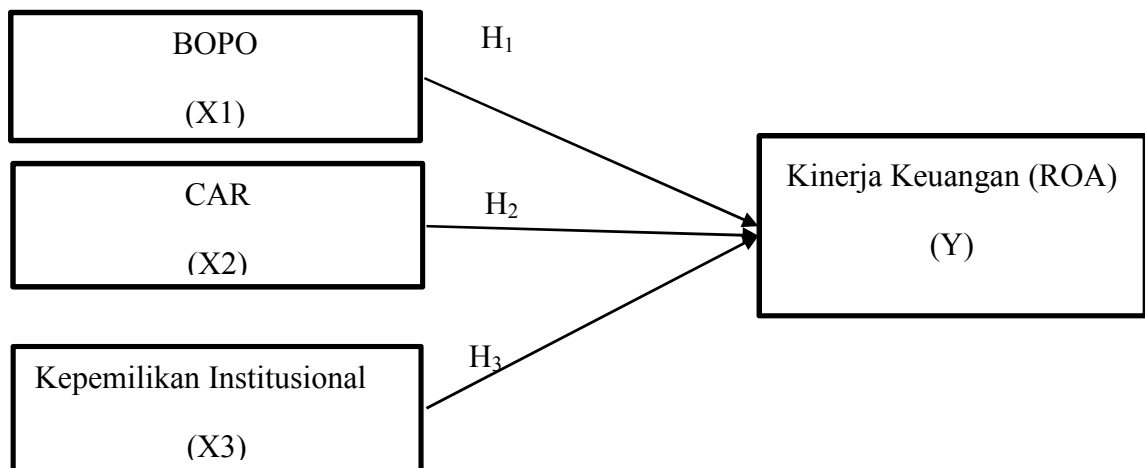 BOPO
(X1)
H₁
CAR
(X2)
H₂
Kepemilikan Institusional
(X3)
H₃
Kinerja Keuangan (ROA)
(Y)